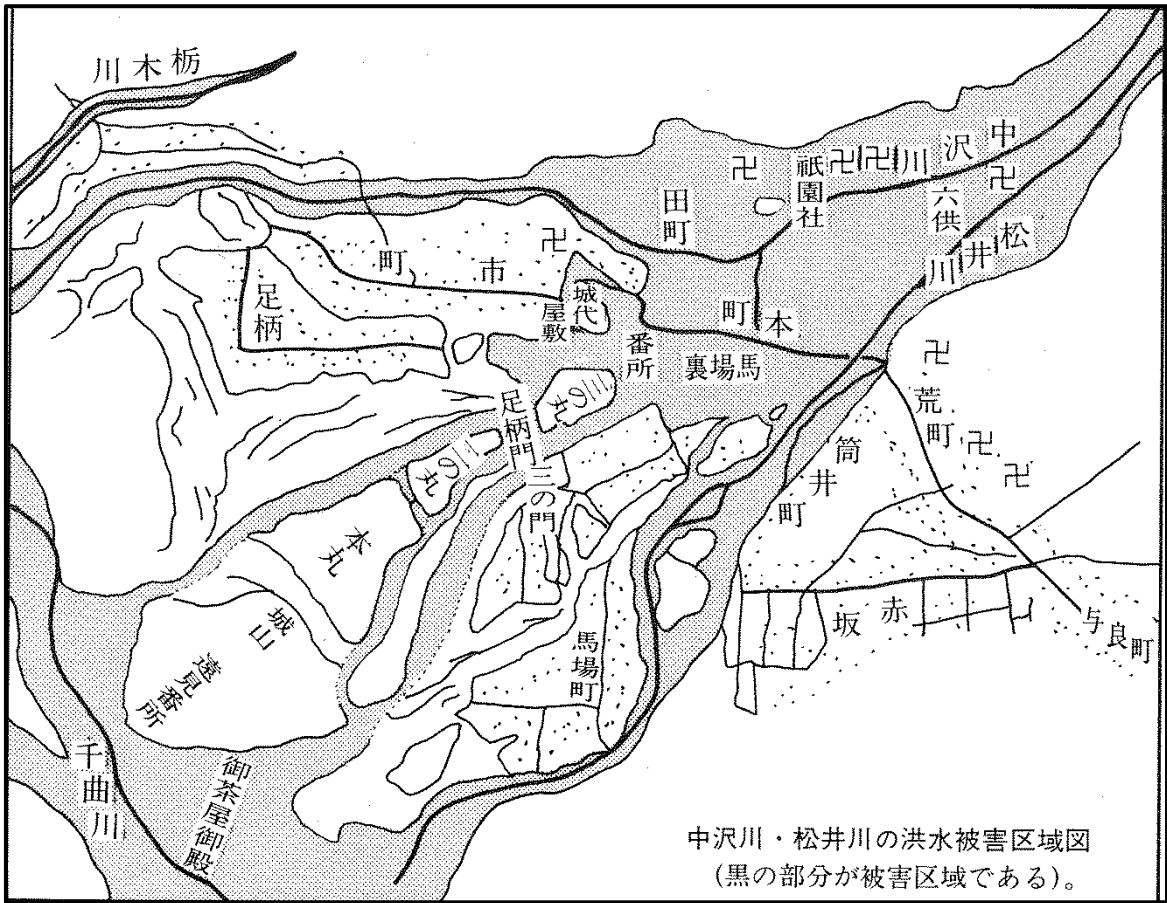 川木栃
中沢川
六供
松井川
祇園社
田町
市町
城代
屋敷
足柄
本町
番所
裏場馬
荒町
三の丸
足柄門
二の丸
三の門
筒井町
本丸
赤坂
与良町
城山
遠見番所
馬場町
千曲川
御茶屋御殿
中沢川・松井川の洪水被害区域図
(黒の部分が被害区域である)。